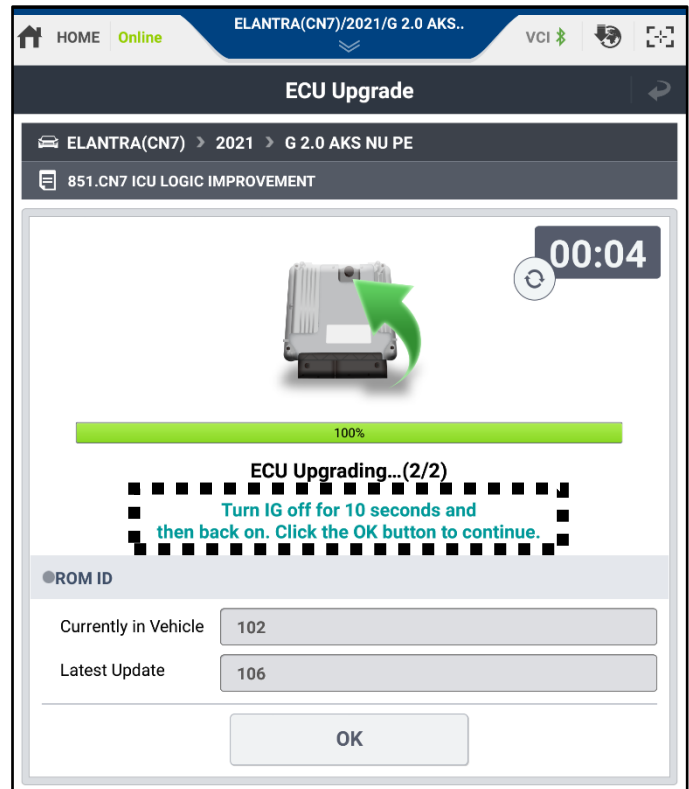 ELANTRA(CN7)/2021/G 2.0 AKS..
HOME Online
VCI
ECU Upgrade
ELANTRA(CN7) > 2021 > G 2.0 AKS NU PE
851.CN7 ICU LOGIC IMPROVEMENT
00:04
100%
ECU Upgrading...(2/2)
Turn IG off for 10 seconds and
then back on. Click the OK button to continue.
ROM ID
Currently in Vehicle 102
Latest Update 106
OK